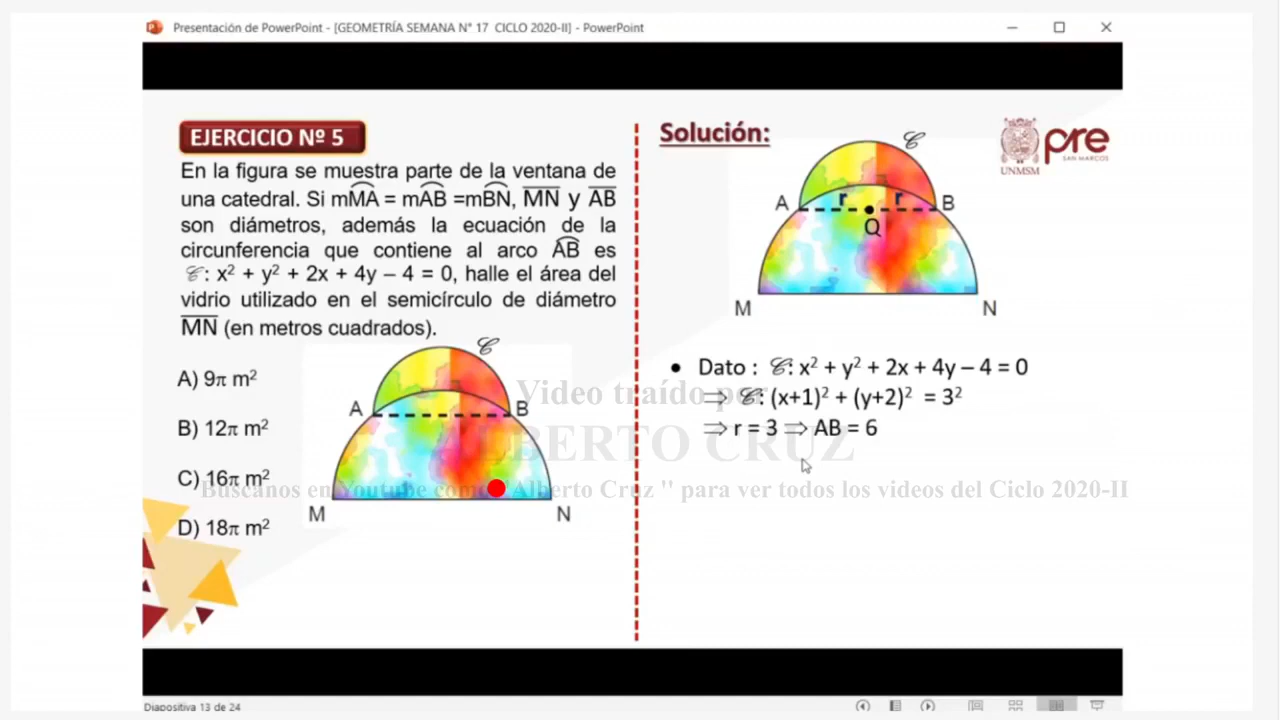 Presentación de PowerPoint - [GEOMETRÍA SEMANA N° 17 CICLO 2020-II] - PowerPoint
EJERCICIO Nº 5
En la figura se muestra parte de la ventana de
una catedral. Si mMA = mAB =mBN, MN y AB
son diámetros, además la ecuación de la
circunferencia que contiene al arco AB es
𝒞: x² + y² + 2x + 4y – 4 = 0, halle el área del
vidrio utilizado en el semicírculo de diámetro
MN (en metros cuadrados).
A) 9π m²
B) 12π m²
C) 16π m²
D) 18π m²
𝒞
A
B
M
N
Solución:
𝒞
A
r
r
B
Q
M
N
UNMSM
pre
SAN MARCOS
• Dato : 𝒞: x² + y² + 2x + 4y – 4 = 0
⇒ 𝒞: (x+1)² + (y+2)² = 3²
⇒ r = 3 ⇒ AB = 6
Video traído por
ALBERTO CRUZ
Buscanos en Youtube como "Alberto Cruz " para ver todos los videos del Ciclo 2020-II
Diapositiva 13 de 24